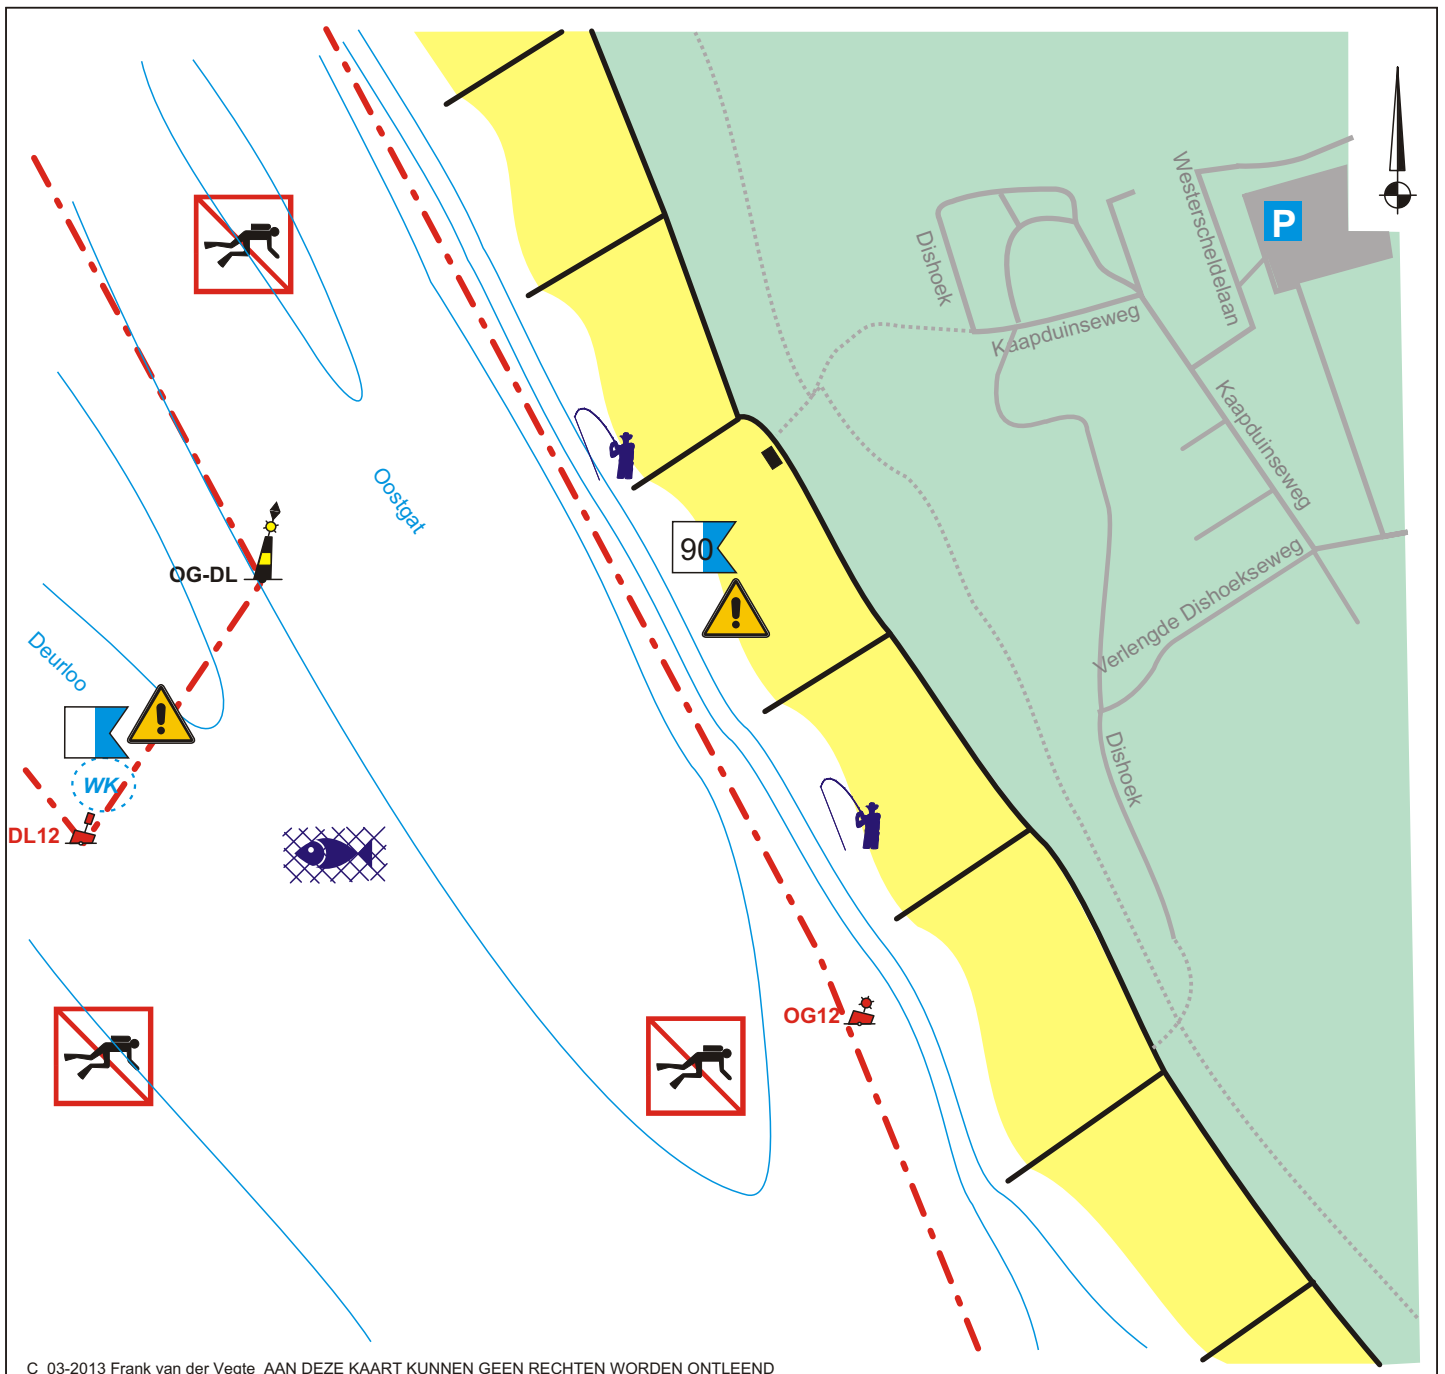 Westerscheldelaan
P
Dishoek
Kaapduinseweg
Kaapduinseweg
Oostgat
90
OG-DL
Verlengde Dishoekseweg
Deurloo
WK
DL12
Dishoek
OG12
C 03-2013 Frank van der Vegte AAN DEZE KAART KUNNEN GEEN RECHTEN WORDEN ONTLEEND